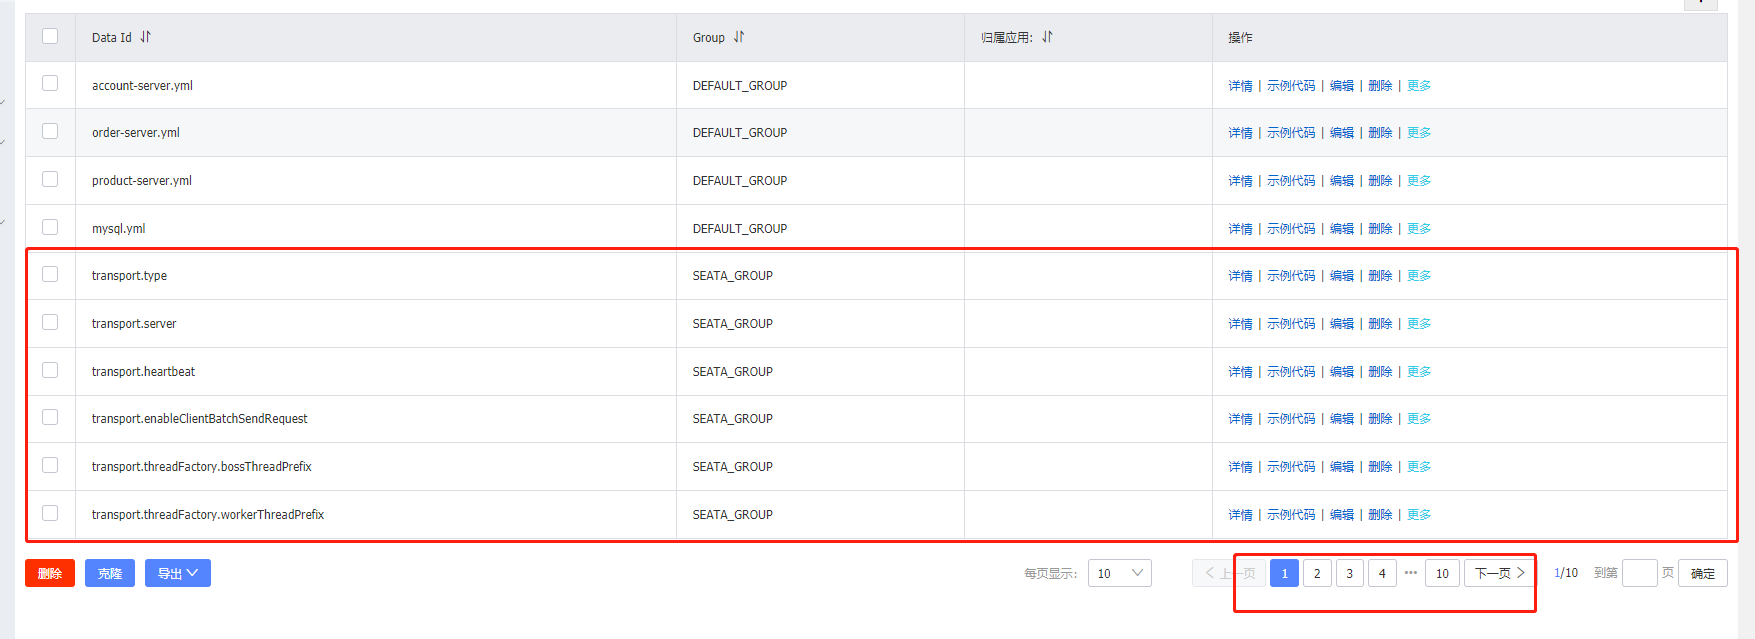 Data Id Group 归属应用: 操作
account-server.yml DEFAULT_GROUP 详情 | 示例代码 | 编辑 | 删除 | 更多
order-server.yml DEFAULT_GROUP 详情 | 示例代码 | 编辑 | 删除 | 更多
product-server.yml DEFAULT_GROUP 详情 | 示例代码 | 编辑 | 删除 | 更多
mysql.yml DEFAULT_GROUP 详情 | 示例代码 | 编辑 | 删除 | 更多
transport.type SEATA_GROUP 详情 | 示例代码 | 编辑 | 删除 | 更多
transport.server SEATA_GROUP 详情 | 示例代码 | 编辑 | 删除 | 更多
transport.heartbeat SEATA_GROUP 详情 | 示例代码 | 编辑 | 删除 | 更多
transport.enableClientBatchSendRequest SEATA_GROUP 详情 | 示例代码 | 编辑 | 删除 | 更多
transport.threadFactory.bossThreadPrefix SEATA_GROUP 详情 | 示例代码 | 编辑 | 删除 | 更多
transport.threadFactory.workerThreadPrefix SEATA_GROUP 详情 | 示例代码 | 编辑 | 删除 | 更多
删除 克隆 导出 每页显示: 10 上一页 1 2 3 4 ••• 10 下一页 1/10 到第 页 确定